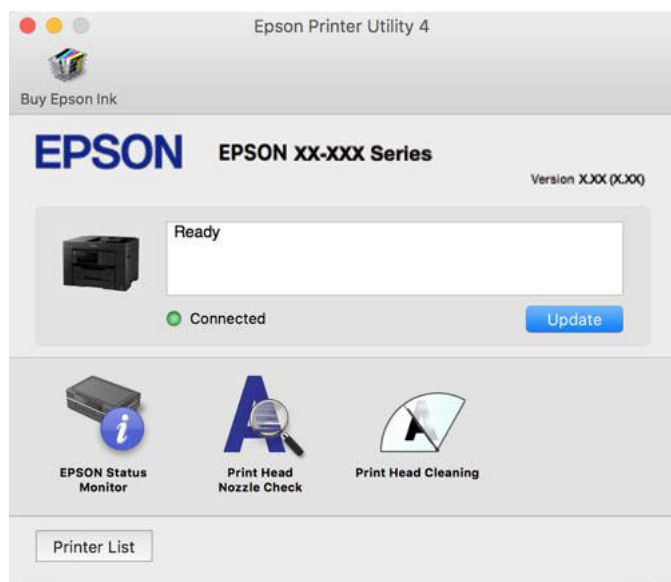 Epson Printer Utility 4
Buy Epson Ink
EPSON
EPSON XX-XXX Series
Version X.XX (X.XX)
Ready
Connected
Update
EPSON Status
Monitor
Print Head
Nozzle Check
Print Head Cleaning
Printer List